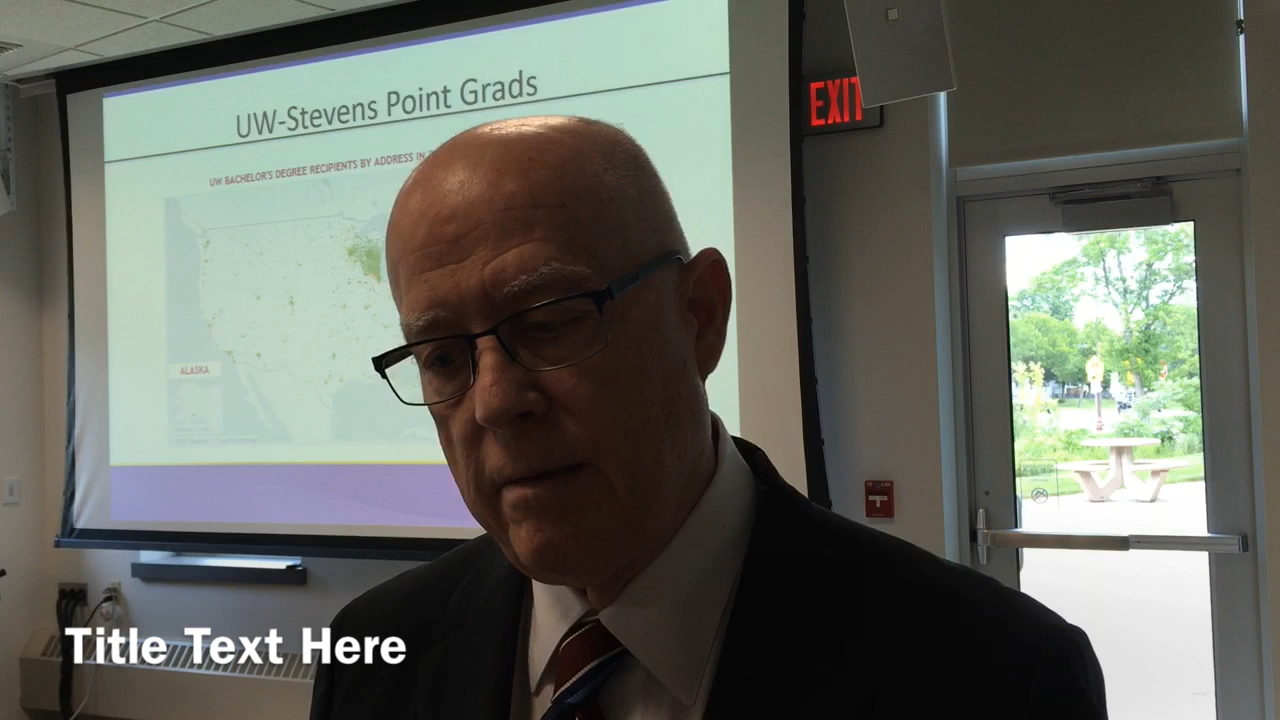 UW-Stevens Point Grads
UW BACHELOR'S DEGREE RECIPIENTS BY ADDRESS IN
EXIT
ALASKA
Title Text Here